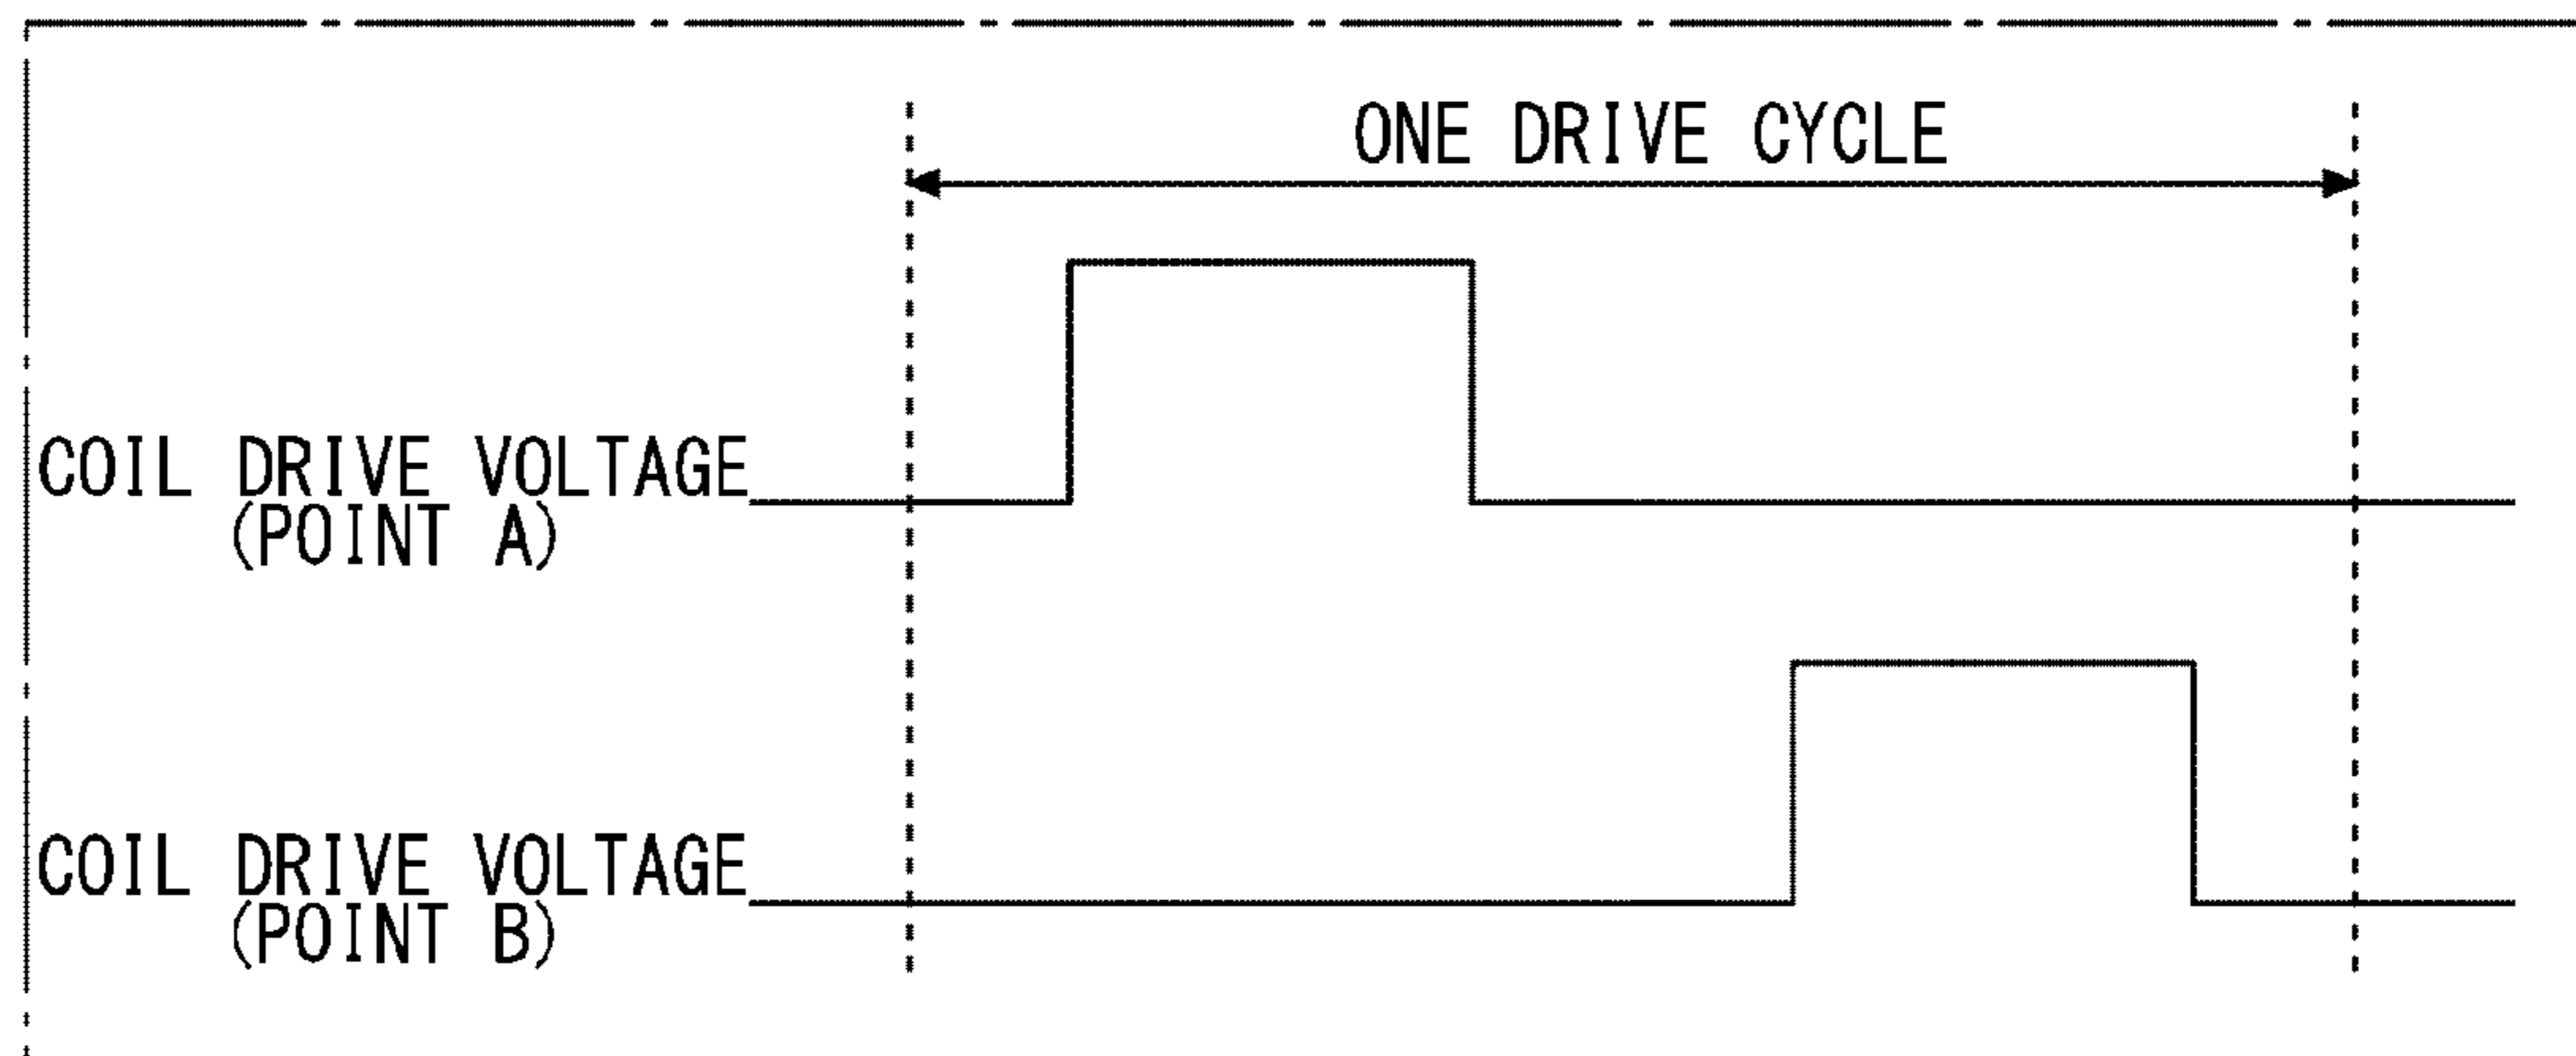 ONE DRIVE CYCLE
COIL DRIVE VOLTAGE
(POINT A)
COIL DRIVE VOLTAGE
(POINT B)